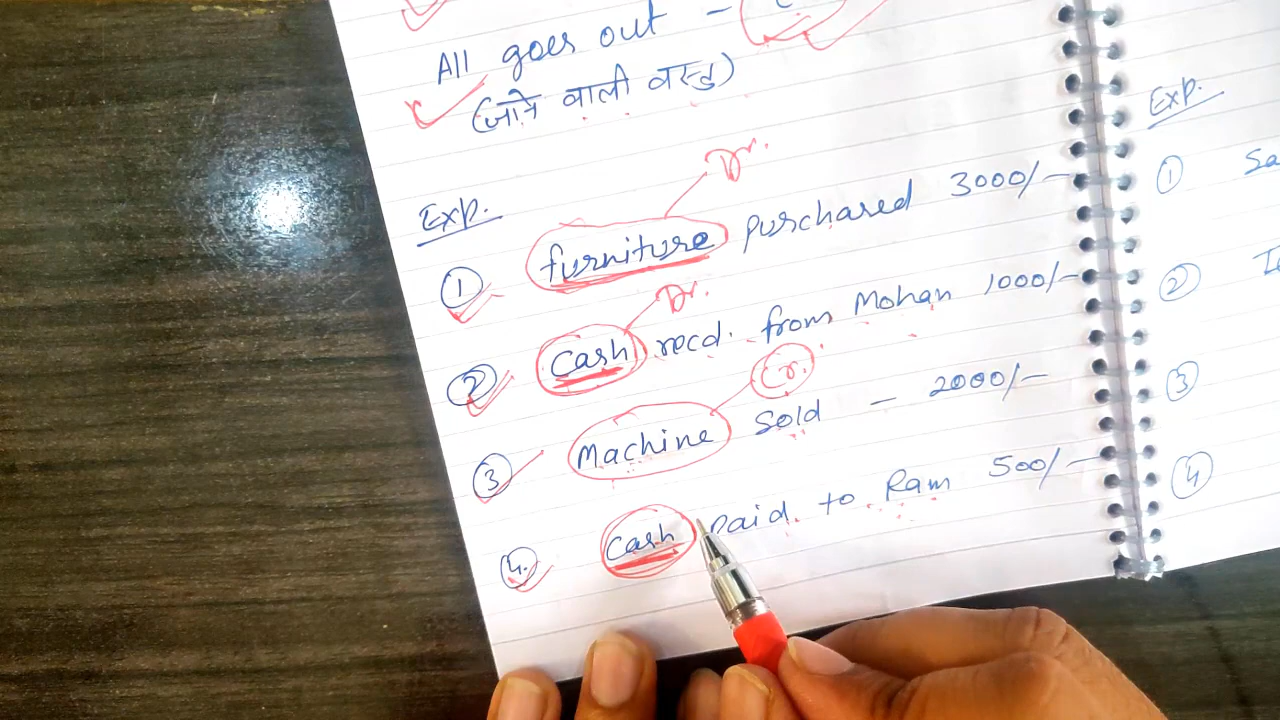 All goes out -
(जाने वाली वस्तु)
Exp.
① furniture purchased 3000/- Dr.
② Cash recd. from Mohan 1000/- Dr.
③ Machine sold - 2000/- Cr.
④. Cash paid to Ram 500/-
Exp.
①
②
③
④